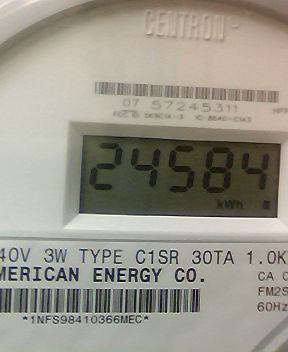 CENTRON®
07 57245311
24584
kWh
40V 3W TYPE C1SR 30TA 1.0K
MERICAN ENERGY CO.
CA
FM2S
60Hz
*1NFS98410366MEC*